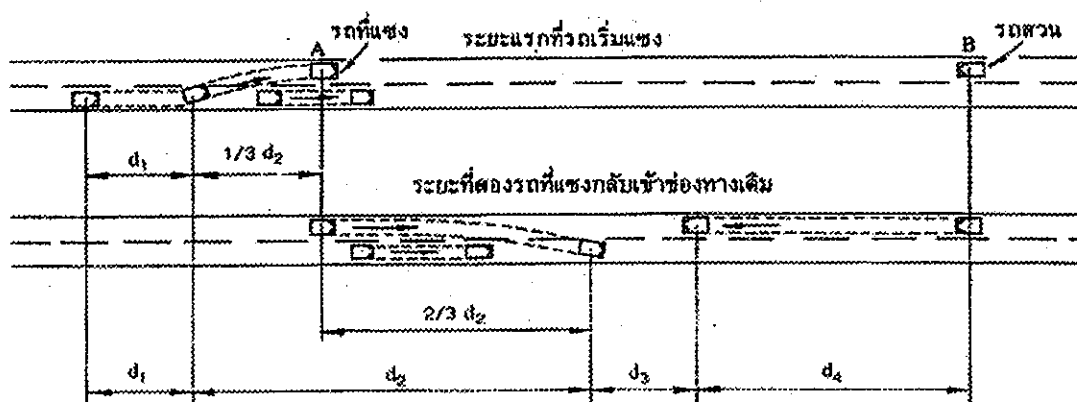 A
รถที่แซง
ระยะแรกที่รถเริ่มแซง
B
รถสวน
d₁
1/3 d₂
ระยะที่สองรถที่แซงกลับเข้าช่องทางเดิม
2/3 d₂
d₁
d₂
d₃
d₄